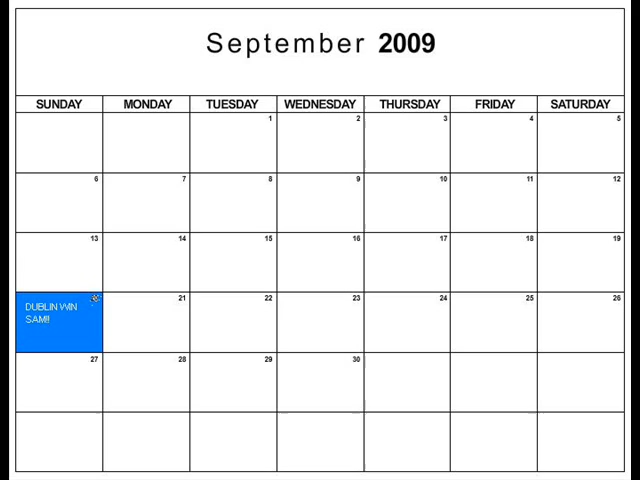 September 2009
SUNDAY MONDAY TUESDAY WEDNESDAY THURSDAY FRIDAY SATURDAY
1 2 3 4 5
6 7 8 9 10 11 12
13 14 15 16 17 18 19
DUBLIN WIN
SAM!!
21 22 23 24 25 26
27 28 29 30